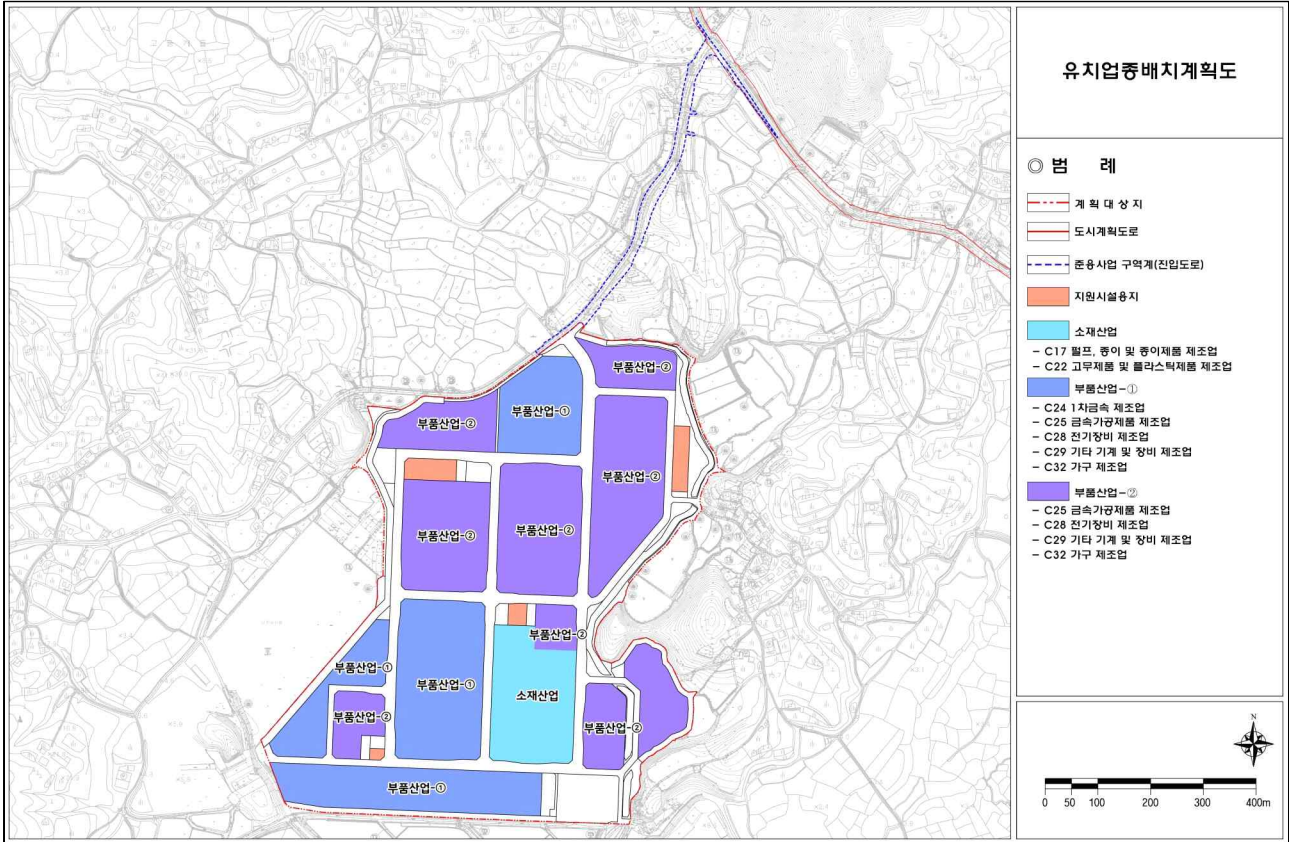 유치업종배치계획도
◎ 범 례
계획대상지
도시계획도로
준용사업 구역계(진입도로)
지원시설용지
소재산업
- C17 펄프, 종이 및 종이제품 제조업
- C22 고무제품 및 플라스틱제품 제조업
부품산업-①
- C24 1차금속 제조업
- C25 금속가공제품 제조업
- C28 전기장비 제조업
- C29 기타 기계 및 장비 제조업
- C32 가구 제조업
부품산업-②
- C25 금속가공제품 제조업
- C28 전기장비 제조업
- C29 기타 기계 및 장비 제조업
- C32 가구 제조업
부품산업-②
부품산업-①
부품산업-②
부품산업-②
부품산업-②
부품산업-②
부품산업-②
부품산업-①
부품산업-①
소재산업
부품산업-②
부품산업-②
부품산업-①
N
0 50 100 200 300 400m